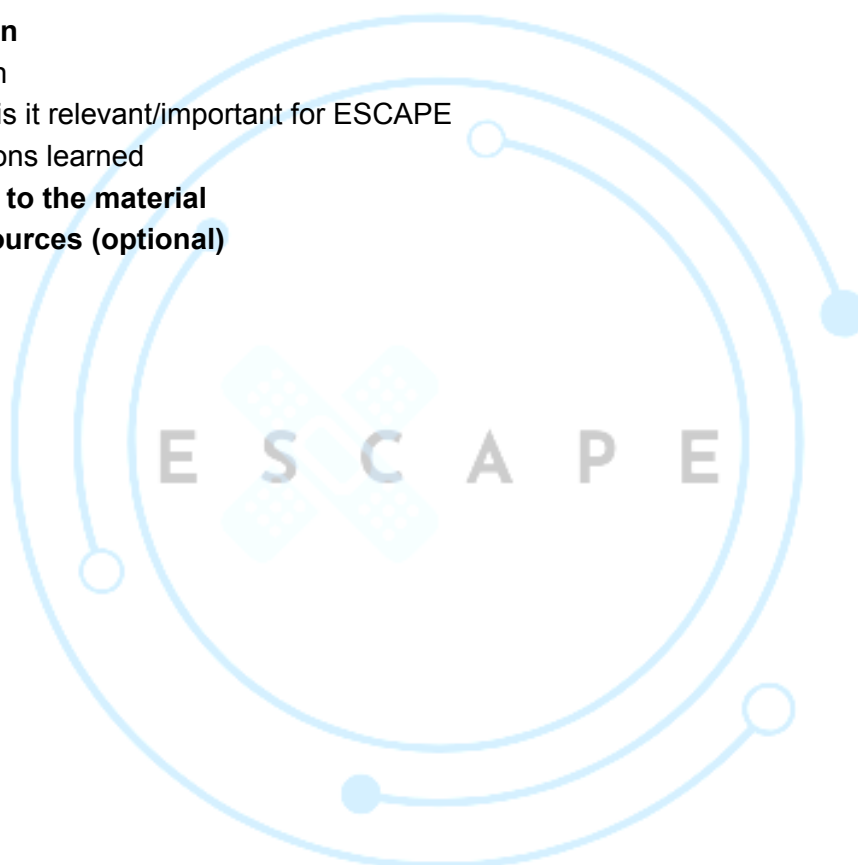 n
n
is it relevant/important for ESCAPE
ons learned
to the material
ources (optional)
E S C A P E